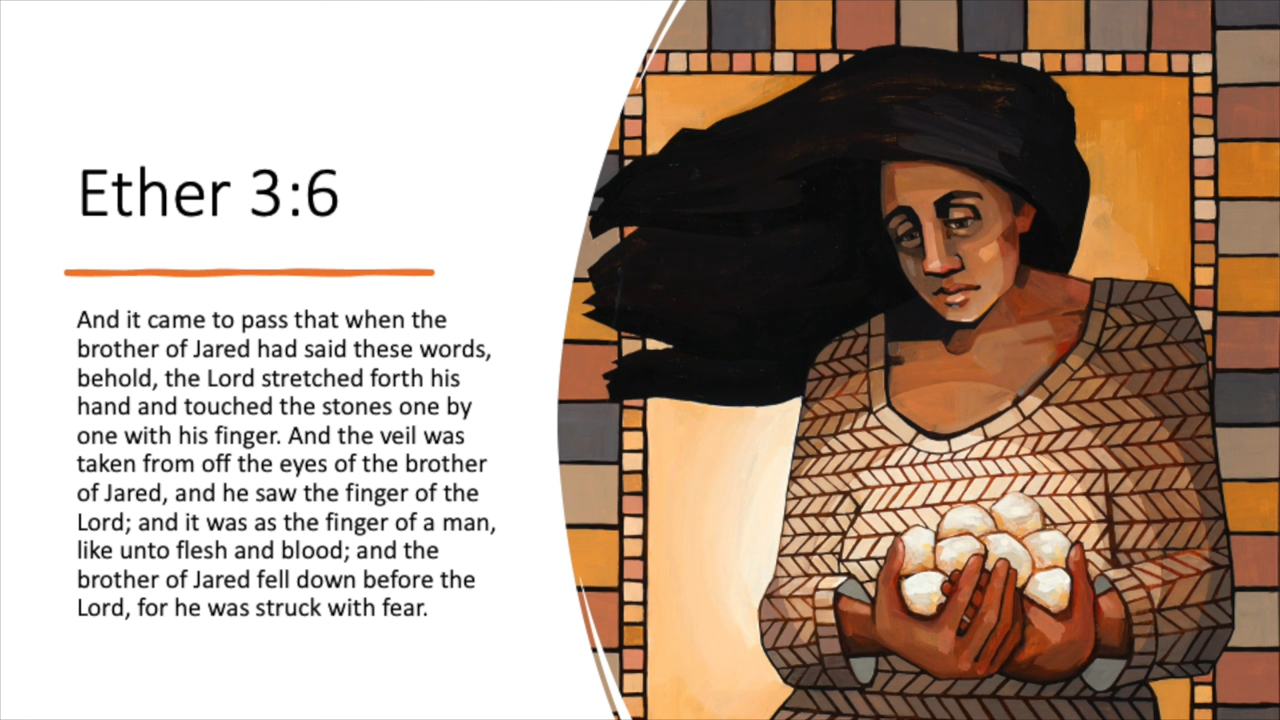 Ether 3:6
And it came to pass that when the
brother of Jared had said these words,
behold, the Lord stretched forth his
hand and touched the stones one by
one with his finger. And the veil was
taken from off the eyes of the brother
of Jared, and he saw the finger of the
Lord; and it was as the finger of a man,
like unto flesh and blood; and the
brother of Jared fell down before the
Lord, for he was struck with fear.